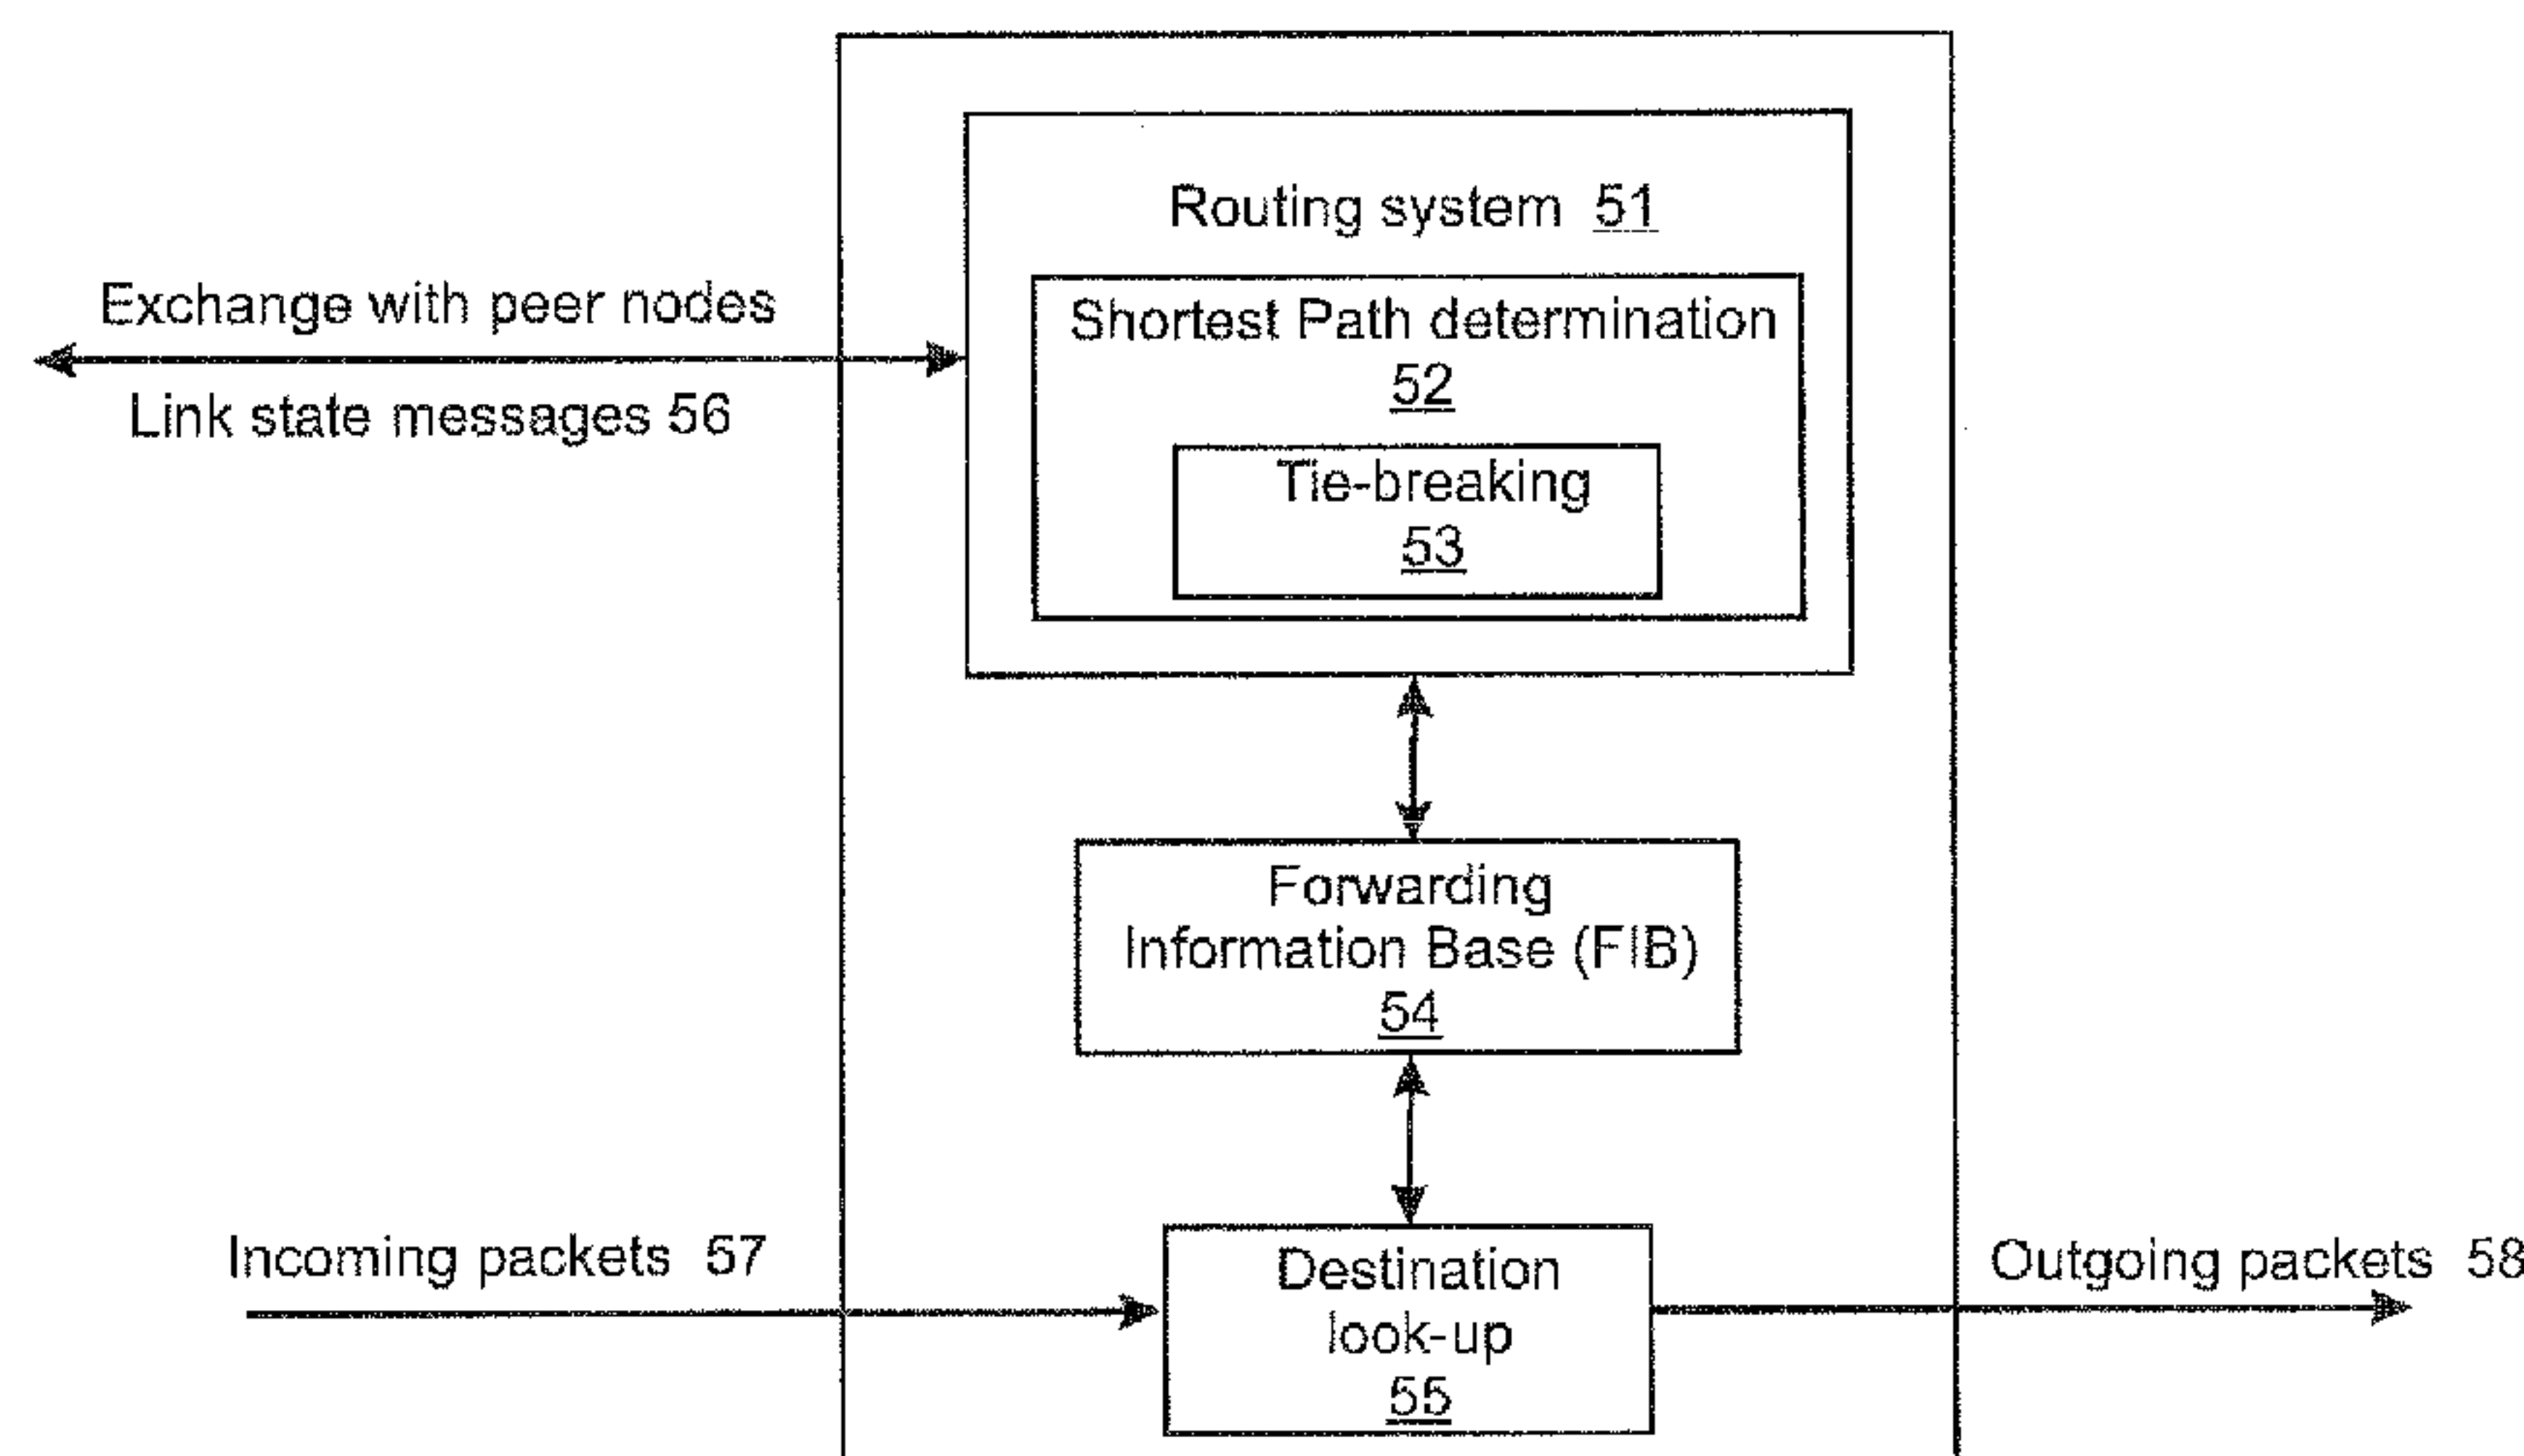 Routing system 51
Exchange with peer nodes
Link state messages 56
Shortest Path determination
52
Tie-breaking
53
Forwarding
Information Base (FIB)
54
Incoming packets 57
Destination
look-up
55
Outgoing packets 58